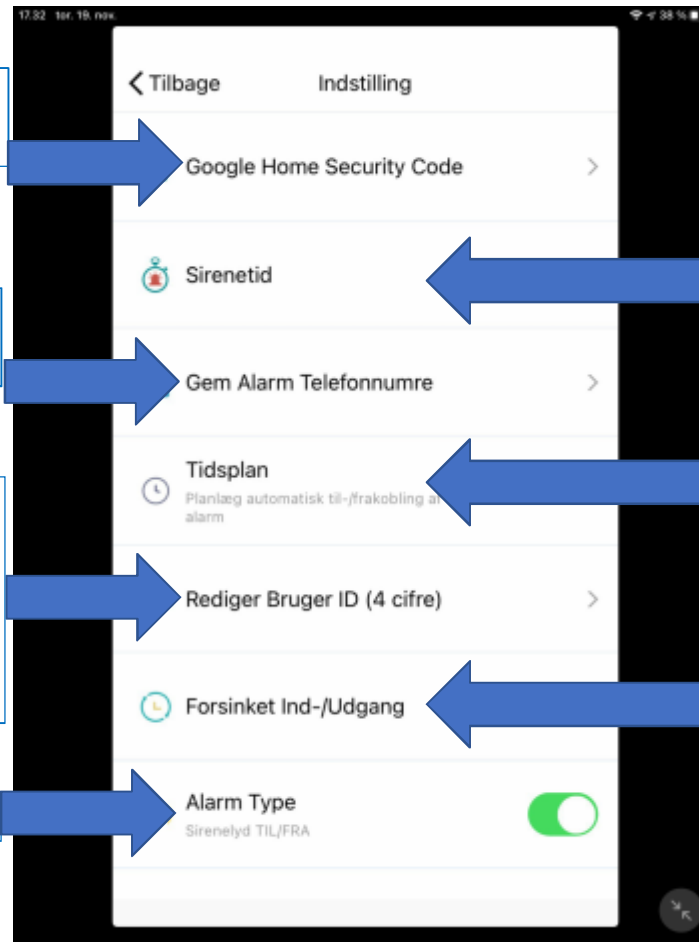 17.32 tor. 19. nov.
38 %
Tilbage
Indstilling
Google Home Security Code
Sirenetid
Gem Alarm Telefonnumre
Tidsplan
Planlæg automatisk til-/frakobling af
alarm
Rediger Bruger ID (4 cifre)
Forsinket Ind-/Udgang
Alarm Type
Sirenelyd TIL/FRA